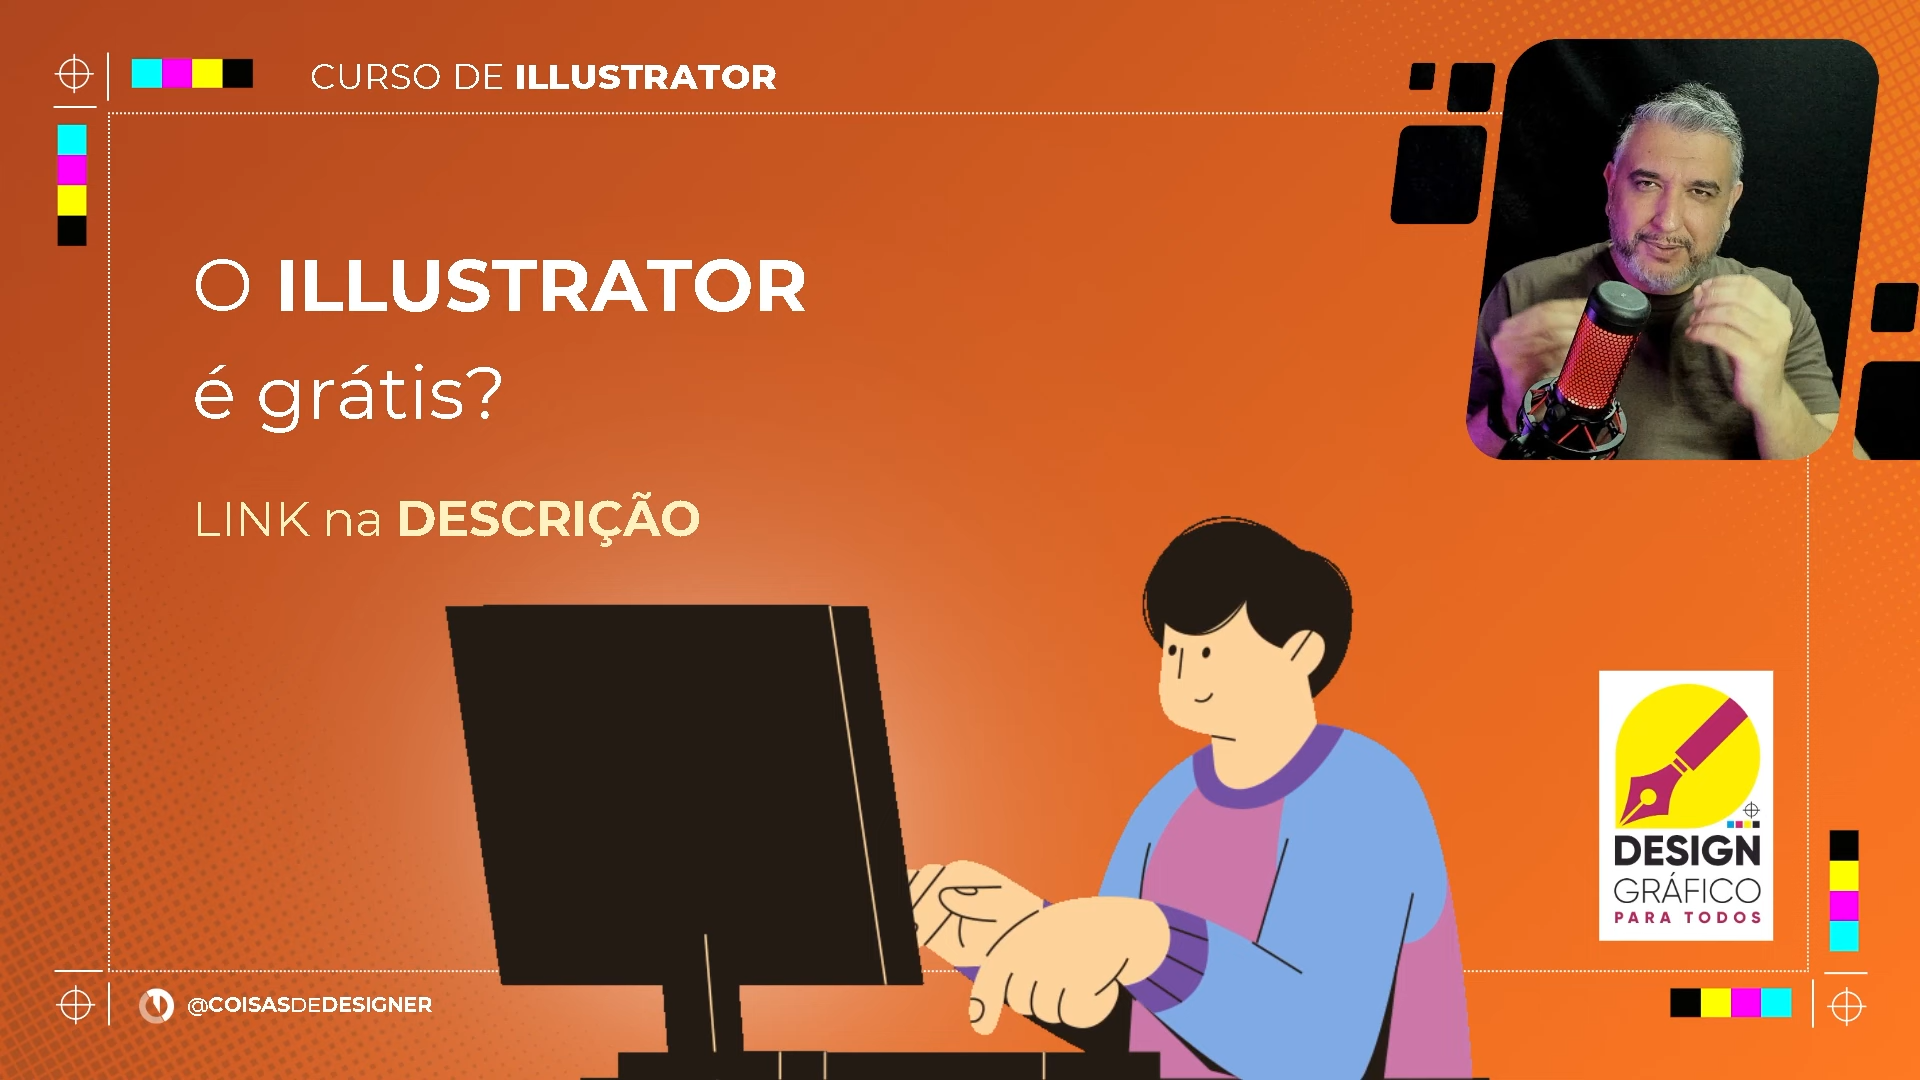 CURSO DE ILLUSTRATOR
O ILLUSTRATOR
é grátis?
LINK na DESCRIÇÃO
DESIGN
GRÁFICO
PARA TODOS
@COISASDEDESIGNER